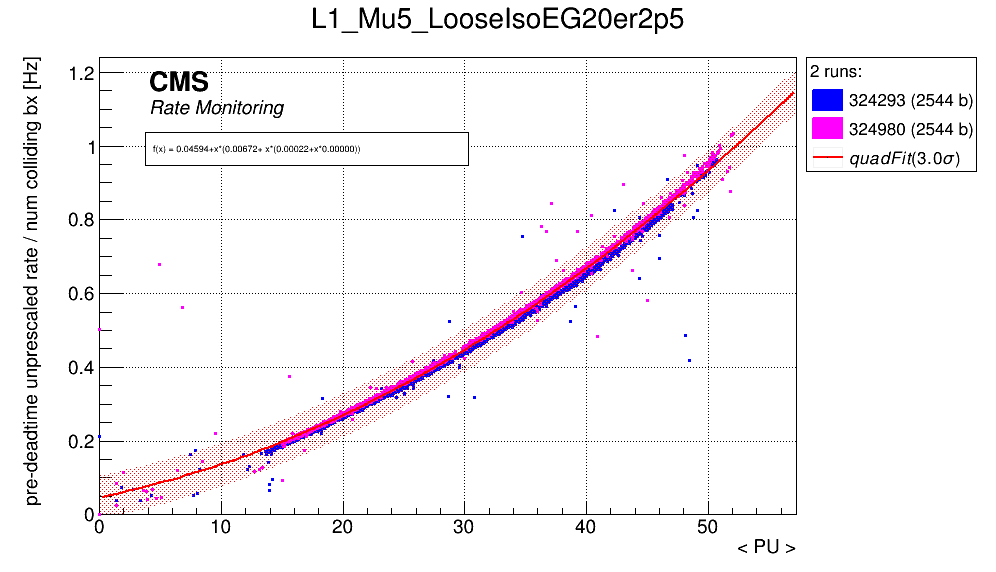 L1_Mu5_LooseIsoEG20er2p5
pre-deadtime unprescaled rate / num colliding bx [Hz]
CMS
Rate Monitoring
f(x) = 0.04594+x*(0.00672+ x*(0.00022+x*0.00000))
1.2
1
0.8
0.6
0.4
0.2
0
0 10 20 30 40 50
< PU >
2 runs:
324293 (2544 b)
324980 (2544 b)
quadFit(3.0σ)